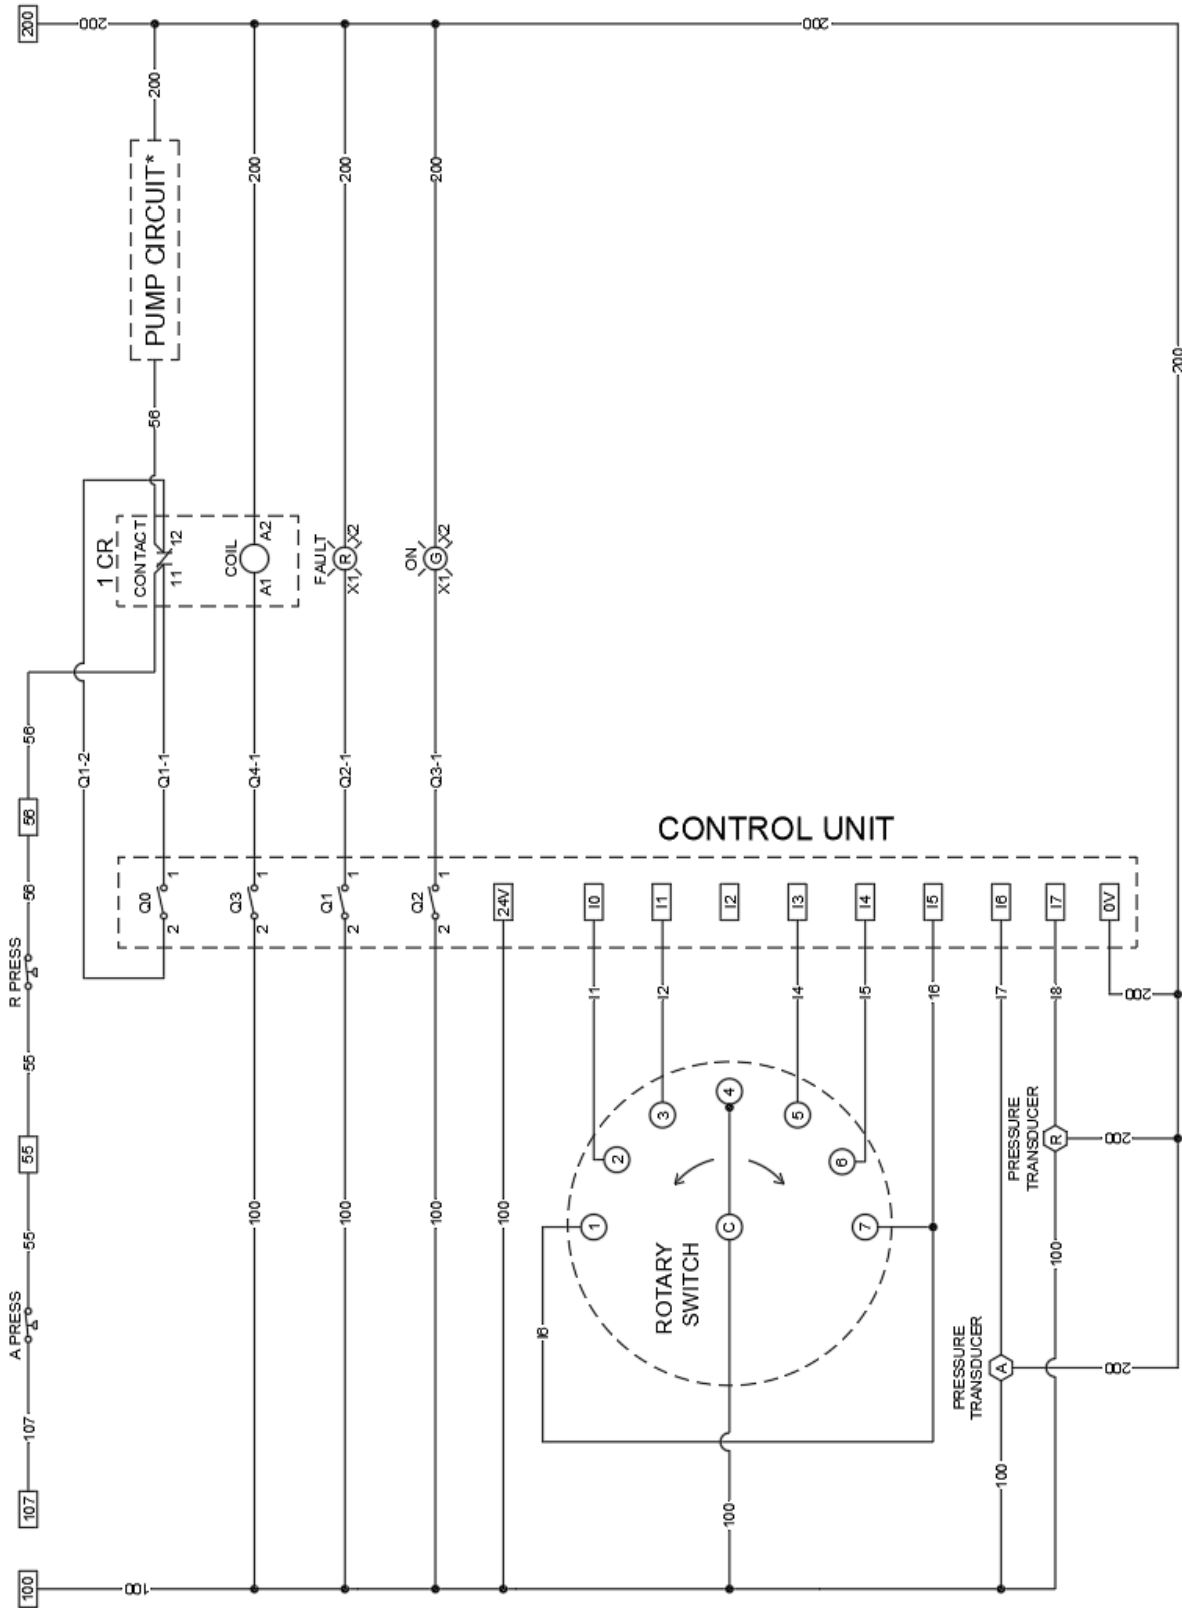 100
100
107
107
A PRESS
55
55
55
R PRESS
56
56
56
200
200
200
Q1-2
1 CR
CONTACT
11
12
56
PUMP CIRCUIT*
200
Q0
2
1
Q1-1
100
Q3
2
1
Q4-1
COIL
A1
A2
200
100
Q1
2
1
Q2-1
FAULT
X1
R
X2
200
100
Q2
2
1
Q3-1
ON
X1
G
X2
200
100
24V
CONTROL UNIT
I6
1
2
I1
I0
3
I2
I1
ROTARY
SWITCH
100
C
4
I2
5
I4
I3
6
I5
I4
7
16
I5
PRESSURE
TRANSDUCER
100
A
I7
I6
PRESSURE
TRANSDUCER
100
R
I8
I7
200
200
200
0V
200